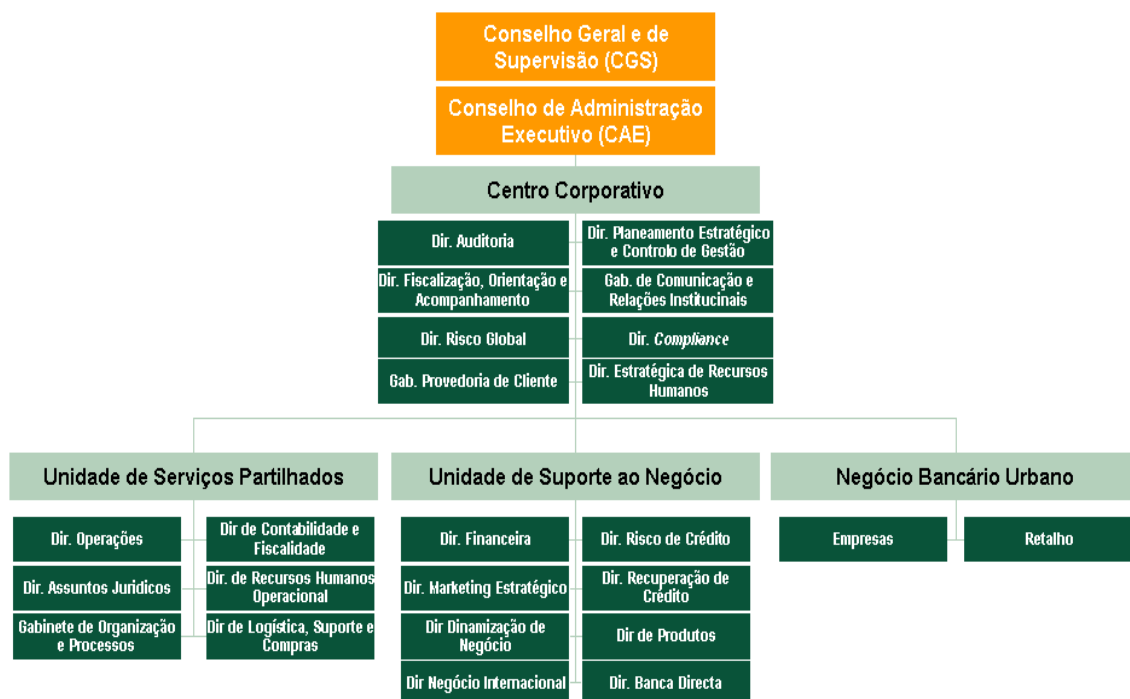 Conselho Geral e de
Supervisão (CGS)
Conselho de Administração
Executivo (CAE)
Centro Corporativo
Dir. Auditoria
Dir. Planeamento Estratégico
e Controlo de Gestão
Dir. Fiscalização, Orientação e
Acompanhamento
Gab. de Comunicação e
Relações Institucinais
Dir. Risco Global
Dir. Compliance
Gab. Provedoria de Cliente
Dir. Estratégica de Recursos
Humanos
Unidade de Serviços Partilhados
Unidade de Suporte ao Negócio
Negócio Bancário Urbano
Dir. Operações
Dir de Contabilidade e
Fiscalidade
Dir. Assuntos Jurídicos
Dir. de Recursos Humanos
Operacional
Gabinete de Organização
e Processos
Dir de Logística, Suporte e
Compras
Dir. Financeira
Dir. Risco de Crédito
Dir. Marketing Estratégico
Dir. Recuperação de
Crédito
Dir Dinamização de
Negócio
Dir de Produtos
Dir Negócio Internacional
Dir. Banca Directa
Empresas
Retalho